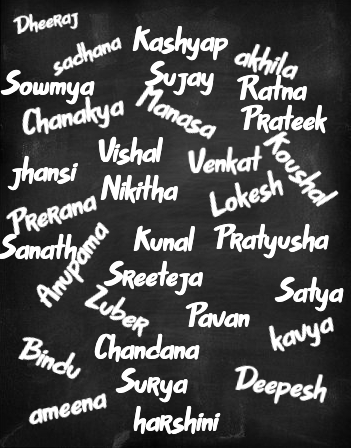 Dheeraj
sadhana
Kashyap
akhila
Sowmya
Sujay
Ratna
Chanakya
Manasa
Prateek
Vishal
Venkat
Koushal
jhansi
Nikitha
Lokesh
Prerana
Sanath
Anupama
Kunal
Pratyusha
Sreeteja
Satya
Zuber
Pavan
kavya
Bindu
Chandana
Surya
Deepesh
ameena
harshini